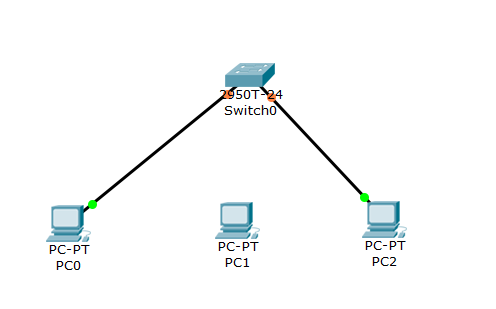 2950T-24
Switch0
PC-PT
PC0
PC-PT
PC1
PC-PT
PC2